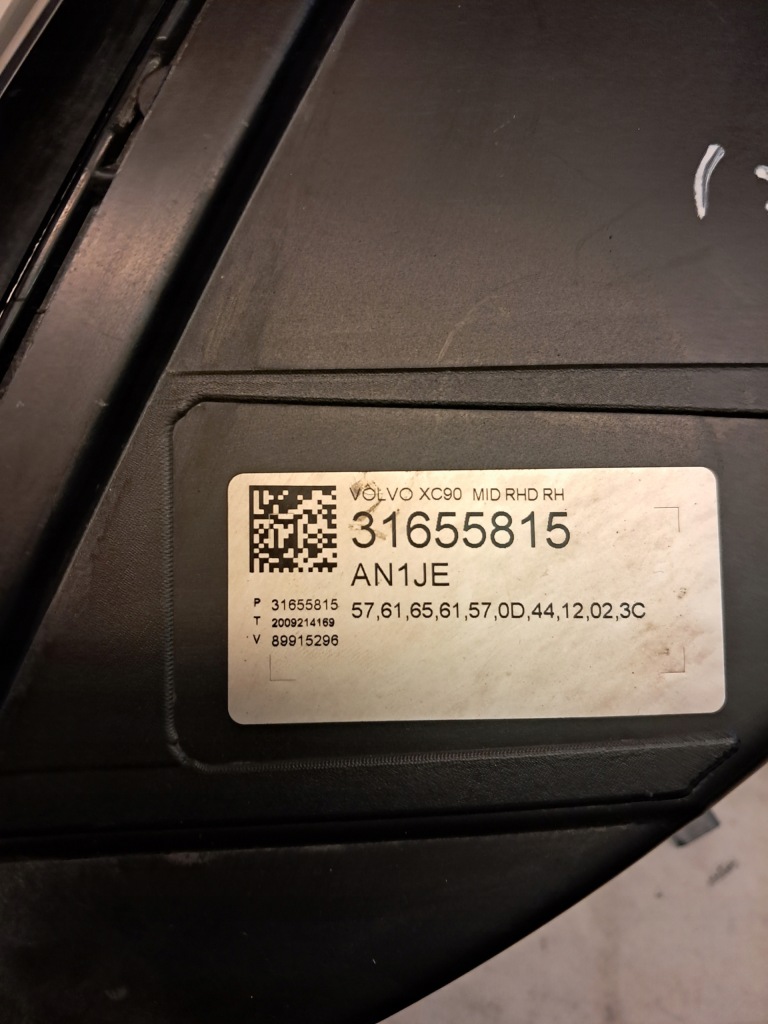 VOLVO XC90 MID RHD RH
31655815
AN1JE
57,61,65,61,57,0D,44,12,02,3C
P 31655815
T 2009214169
V 89915296